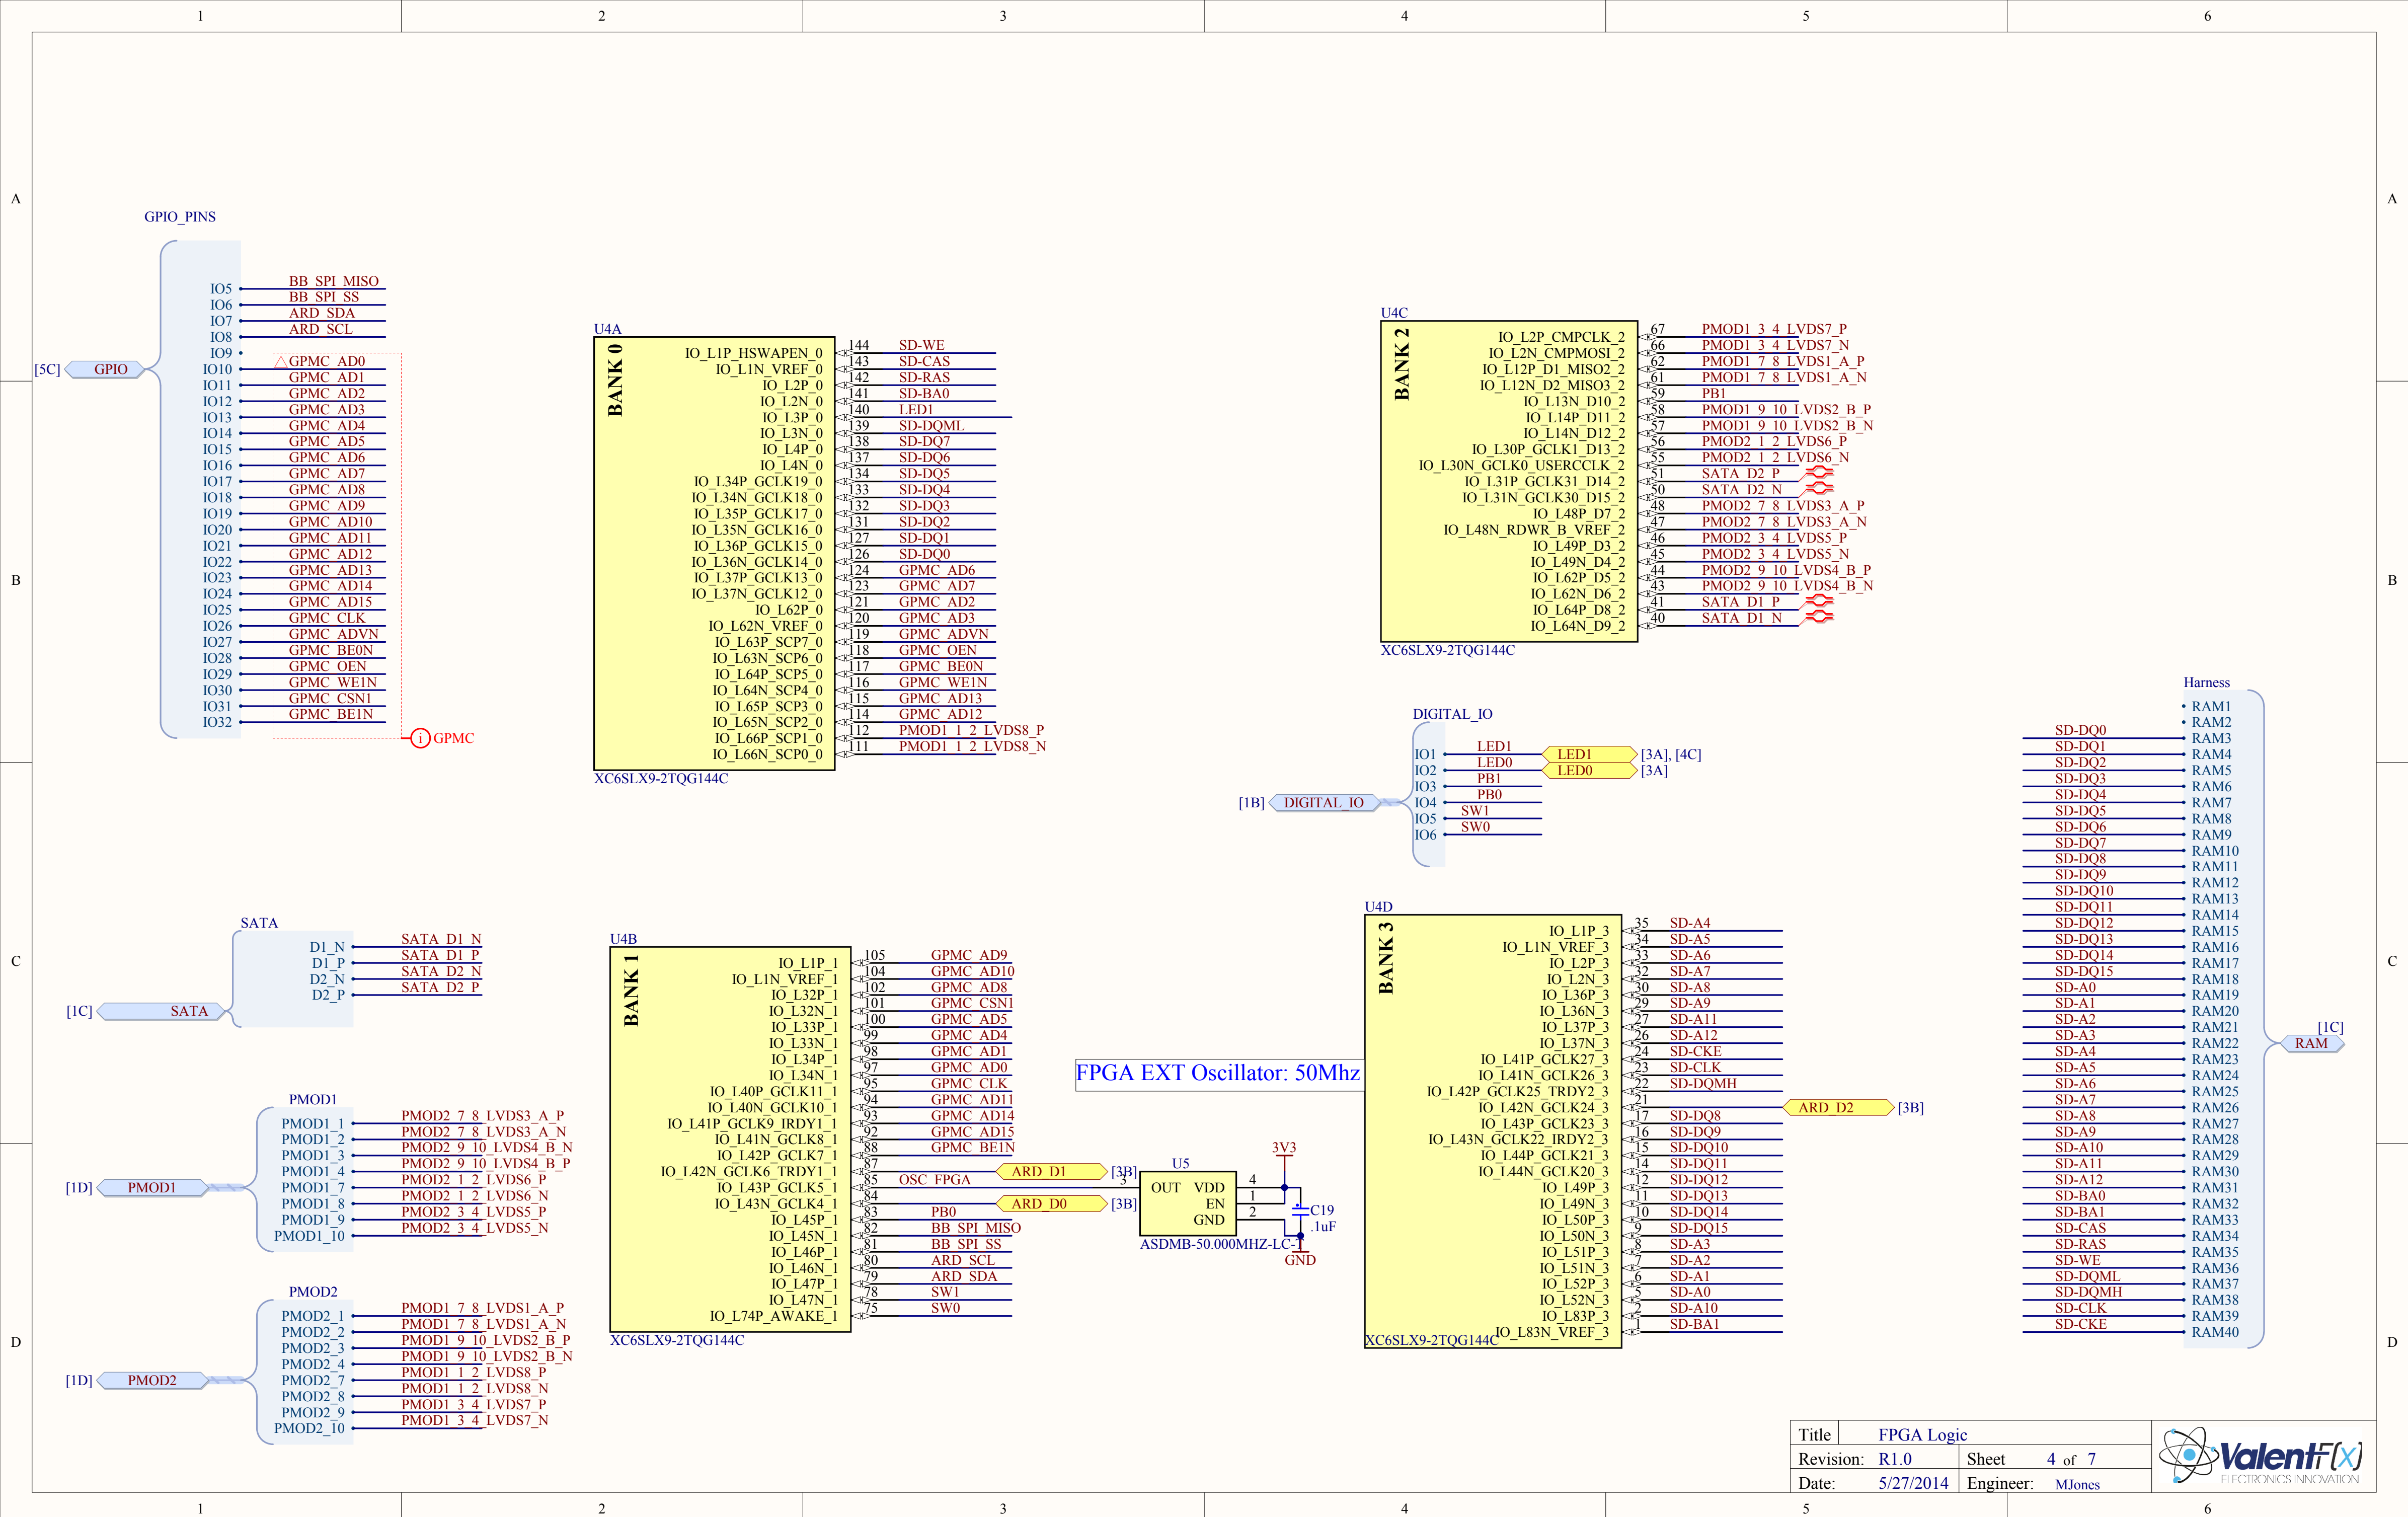 1 2 3 4 5 6
A
B
C
D
GPIO_PINS
[5C] GPIO
IO5 BB_SPI_MISO
IO6 BB_SPI_SS
IO7 ARD_SDA
IO8 ARD_SCL
IO9
IO10 GPMC_AD0
IO11 GPMC_AD1
IO12 GPMC_AD2
IO13 GPMC_AD3
IO14 GPMC_AD4
IO15 GPMC_AD5
IO16 GPMC_AD6
IO17 GPMC_AD7
IO18 GPMC_AD8
IO19 GPMC_AD9
IO20 GPMC_AD10
IO21 GPMC_AD11
IO22 GPMC_AD12
IO23 GPMC_AD13
IO24 GPMC_AD14
IO25 GPMC_AD15
IO26 GPMC_CLK
IO27 GPMC_ADVN
IO28 GPMC_BE0N
IO29 GPMC_OEN
IO30 GPMC_WE1N
IO31 GPMC_CSN1
IO32 GPMC_BE1N
i GPMC
U4A
BANK 0
IO_L1P_HSWAPEN_0 144 SD-WE
IO_L1N_VREF_0 143 SD-CAS
IO_L2P_0 142 SD-RAS
IO_L2N_0 141 SD-BA0
IO_L3P_0 140 LED1
IO_L3N_0 139 SD-DQML
IO_L4P_0 138 SD-DQ7
IO_L4N_0 137 SD-DQ6
IO_L34P_GCLK19_0 134 SD-DQ5
IO_L34N_GCLK18_0 133 SD-DQ4
IO_L35P_GCLK17_0 132 SD-DQ3
IO_L35N_GCLK16_0 131 SD-DQ2
IO_L36P_GCLK15_0 127 SD-DQ1
IO_L36N_GCLK14_0 126 SD-DQ0
IO_L37P_GCLK13_0 124 GPMC_AD6
IO_L37N_GCLK12_0 123 GPMC_AD7
IO_L62P_0 121 GPMC_AD2
IO_L62N_VREF_0 120 GPMC_AD3
IO_L63P_SCP7_0 119 GPMC_ADVN
IO_L63N_SCP6_0 118 GPMC_OEN
IO_L64P_SCP5_0 117 GPMC_BE0N
IO_L64N_SCP4_0 116 GPMC_WE1N
IO_L65P_SCP3_0 115 GPMC_AD13
IO_L65N_SCP2_0 114 GPMC_AD12
IO_L66P_SCP1_0 112 PMOD1_1_2_LVDS8_P
IO_L66N_SCP0_0 111 PMOD1_1_2_LVDS8_N
XC6SLX9-2TQG144C
U4C
BANK 2
IO_L2P_CMPCLK_2 67 PMOD1_3_4_LVDS7_P
IO_L2N_CMPMOSI_2 66 PMOD1_3_4_LVDS7_N
IO_L12P_D1_MISO2_2 62 PMOD1_7_8_LVDS1_A_P
IO_L12N_D2_MISO3_2 61 PMOD1_7_8_LVDS1_A_N
IO_L13N_D10_2 59 PB1
IO_L14P_D11_2 58 PMOD1_9_10_LVDS2_B_P
IO_L14N_D12_2 57 PMOD1_9_10_LVDS2_B_N
IO_L30P_GCLK1_D13_2 56 PMOD2_1_2_LVDS6_P
IO_L30N_GCLK0_USERCCLK_2 55 PMOD2_1_2_LVDS6_N
IO_L31P_GCLK31_D14_2 51 SATA_D2_P
IO_L31N_GCLK30_D15_2 50 SATA_D2_N
IO_L48P_D7_2 48 PMOD2_7_8_LVDS3_A_P
IO_L48N_RDWR_B_VREF_2 47 PMOD2_7_8_LVDS3_A_N
IO_L49P_D3_2 46 PMOD2_3_4_LVDS5_P
IO_L49N_D4_2 45 PMOD2_3_4_LVDS5_N
IO_L62P_D5_2 44 PMOD2_9_10_LVDS4_B_P
IO_L62N_D6_2 43 PMOD2_9_10_LVDS4_B_N
IO_L64P_D8_2 41 SATA_D1_P
IO_L64N_D9_2 40 SATA_D1_N
XC6SLX9-2TQG144C
DIGITAL_IO
[1B] DIGITAL_IO
IO1 LED1 LED1 [3A], [4C]
IO2 LED0 LED0 [3A]
IO3 PB1
IO4 PB0
IO5 SW1
IO6 SW0
Harness
RAM1
RAM2
SD-DQ0 RAM3
SD-DQ1 RAM4
SD-DQ2 RAM5
SD-DQ3 RAM6
SD-DQ4 RAM7
SD-DQ5 RAM8
SD-DQ6 RAM9
SD-DQ7 RAM10
SD-DQ8 RAM11
SD-DQ9 RAM12
SD-DQ10 RAM13
SD-DQ11 RAM14
SD-DQ12 RAM15
SD-DQ13 RAM16
SD-DQ14 RAM17
SD-DQ15 RAM18
SD-A0 RAM19
SD-A1 RAM20
SD-A2 RAM21
SD-A3 RAM22
SD-A4 RAM23
SD-A5 RAM24
SD-A6 RAM25
SD-A7 RAM26
SD-A8 RAM27
SD-A9 RAM28
SD-A10 RAM29
SD-A11 RAM30
SD-A12 RAM31
SD-BA0 RAM32
SD-BA1 RAM33
SD-CAS RAM34
SD-RAS RAM35
SD-WE RAM36
SD-DQML RAM37
SD-DQMH RAM38
SD-CLK RAM39
SD-CKE RAM40
[1C]
RAM
SATA
D1_N SATA_D1_N
D1_P SATA_D1_P
D2_N SATA_D2_N
D2_P SATA_D2_P
[1C] SATA
PMOD1
PMOD1_1 PMOD2_7_8_LVDS3_A_P
PMOD1_2 PMOD2_7_8_LVDS3_A_N
PMOD1_3 PMOD2_9_10_LVDS4_B_N
PMOD1_4 PMOD2_9_10_LVDS4_B_P
PMOD1_7 PMOD2_1_2_LVDS6_P
PMOD1_8 PMOD2_1_2_LVDS6_N
PMOD1_9 PMOD2_3_4_LVDS5_P
PMOD1_10 PMOD2_3_4_LVDS5_N
[1D] PMOD1
PMOD2
PMOD2_1 PMOD1_7_8_LVDS1_A_P
PMOD2_2 PMOD1_7_8_LVDS1_A_N
PMOD2_3 PMOD1_9_10_LVDS2_B_P
PMOD2_4 PMOD1_9_10_LVDS2_B_N
PMOD2_7 PMOD1_1_2_LVDS8_P
PMOD2_8 PMOD1_1_2_LVDS8_N
PMOD2_9 PMOD1_3_4_LVDS7_P
PMOD2_10 PMOD1_3_4_LVDS7_N
[1D] PMOD2
U4B
BANK 1
IO_L1P_1 105 GPMC_AD9
IO_L1N_VREF_1 104 GPMC_AD10
IO_L32P_1 102 GPMC_AD8
IO_L32N_1 101 GPMC_CSN1
IO_L33P_1 100 GPMC_AD5
IO_L33N_1 99 GPMC_AD4
IO_L34P_1 98 GPMC_AD1
IO_L34N_1 97 GPMC_AD0
IO_L40P_GCLK11_1 95 GPMC_CLK
IO_L40N_GCLK10_1 94 GPMC_AD11
IO_L41P_GCLK9_IRDY1_1 93 GPMC_AD14
IO_L41N_GCLK8_1 92 GPMC_AD15
IO_L42P_GCLK7_1 88 GPMC_BE1N
IO_L42N_GCLK6_TRDY1_1 87 ARD_D1 [3B]
IO_L43P_GCLK5_1 85 OSC_FPGA 3
IO_L43N_GCLK4_1 84 ARD_D0 [3B]
IO_L45P_1 83 PB0
IO_L45N_1 82 BB_SPI_MISO
IO_L46P_1 81 BB_SPI_SS
IO_L46N_1 80 ARD_SCL
IO_L47P_1 79 ARD_SDA
IO_L47N_1 78 SW1
IO_L74P_AWAKE_1 75 SW0
XC6SLX9-2TQG144C
FPGA EXT Oscillator: 50Mhz
3V3
U5
OUT VDD 4
EN 1
GND 2
C19
.1uF
ASDMB-50.000MHZ-LC-T
GND
U4D
BANK 3
IO_L1P_3 35 SD-A4
IO_L1N_VREF_3 34 SD-A5
IO_L2P_3 33 SD-A6
IO_L2N_3 32 SD-A7
IO_L36P_3 30 SD-A8
IO_L36N_3 29 SD-A9
IO_L37P_3 27 SD-A11
IO_L37N_3 26 SD-A12
IO_L41P_GCLK27_3 24 SD-CKE
IO_L41N_GCLK26_3 23 SD-CLK
IO_L42P_GCLK25_TRDY2_3 22 SD-DQMH
IO_L42N_GCLK24_3 21 ARD_D2 [3B]
IO_L43P_GCLK23_3 17 SD-DQ8
IO_L43N_GCLK22_IRDY2_3 16 SD-DQ9
IO_L44P_GCLK21_3 15 SD-DQ10
IO_L44N_GCLK20_3 14 SD-DQ11
IO_L49P_3 12 SD-DQ12
IO_L49N_3 11 SD-DQ13
IO_L50P_3 10 SD-DQ14
IO_L50N_3 9 SD-DQ15
IO_L51P_3 8 SD-A3
IO_L51N_3 7 SD-A2
IO_L52P_3 6 SD-A1
IO_L52N_3 5 SD-A0
IO_L83P_3 2 SD-A10
IO_L83N_VREF_3 1 SD-BA1
XC6SLX9-2TQG144C
Title FPGA Logic
Revision: R1.0 Sheet 4 of 7
Date: 5/27/2014 Engineer: MJones
ValentF(x)
ELECTRONICS INNOVATION
A
B
C
D
1 2 3 4 5 6